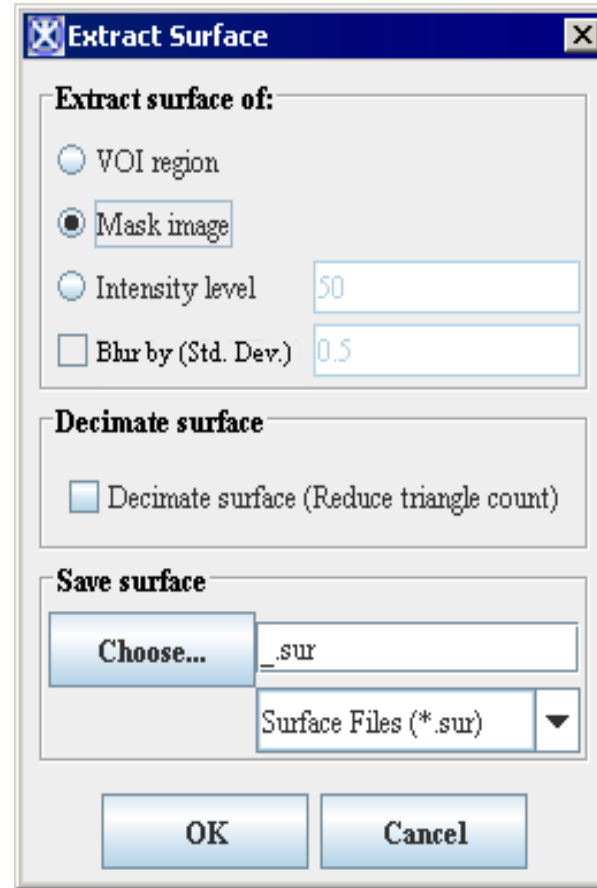 Extract Surface
Extract surface of:
VOI region
Mask image
Intensity level 50
Blur by (Std. Dev.) 0.5
Decimate surface
Decimate surface (Reduce triangle count)
Save surface
Choose... _.sur
Surface Files (*.sur)
OK Cancel